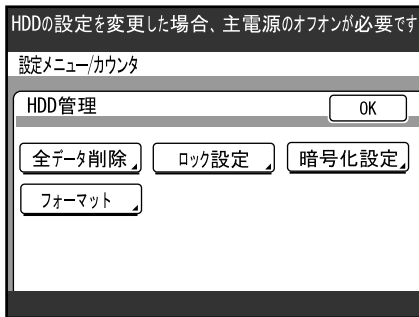 HDDの設定を変更した場合、主電源のオフオンが必要です
設定メニュー/カウンタ
HDD管理 OK
全データ削除 ロック設定 暗号化設定
フォーマット